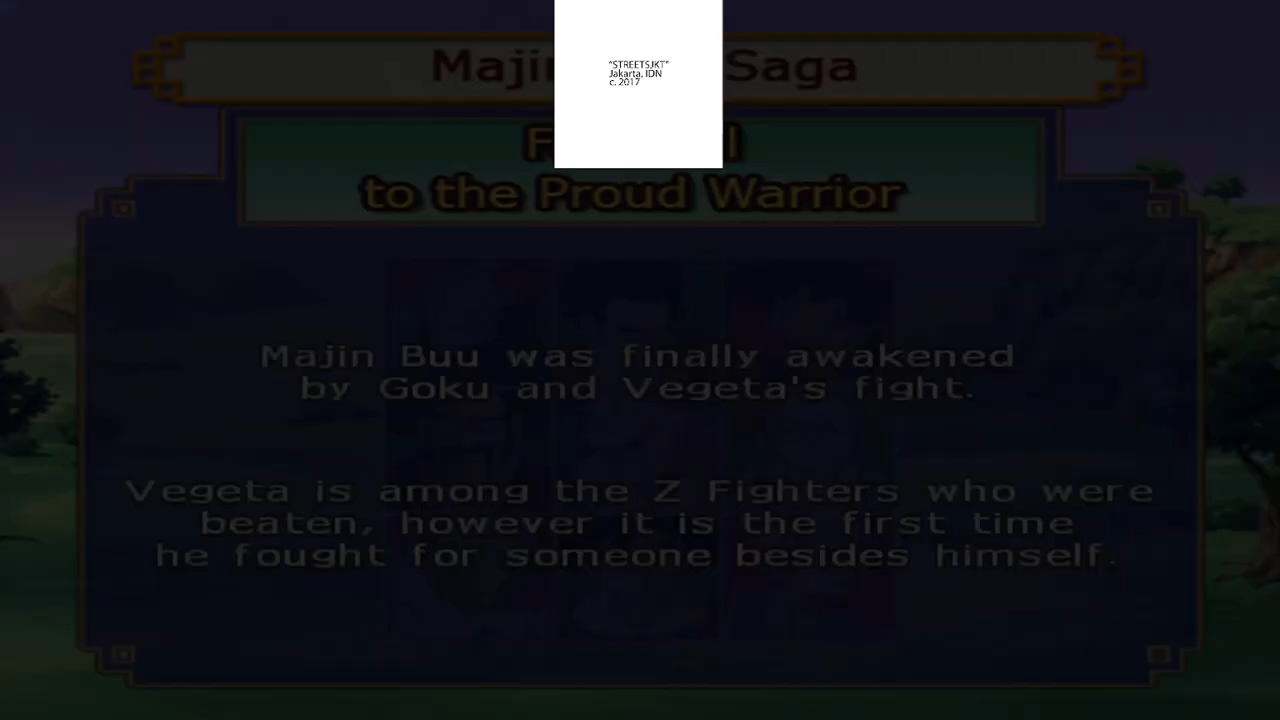 Maji Saga
"STREETSJKT"
Jakarta, IDN
c. 2017
F l
to the Proud Warrior
Majin Buu was finally awakened
by Goku and Vegeta's fight.
Vegeta is among the Z Fighters who were
beaten, however it is the first time
he fought for someone besides himself.